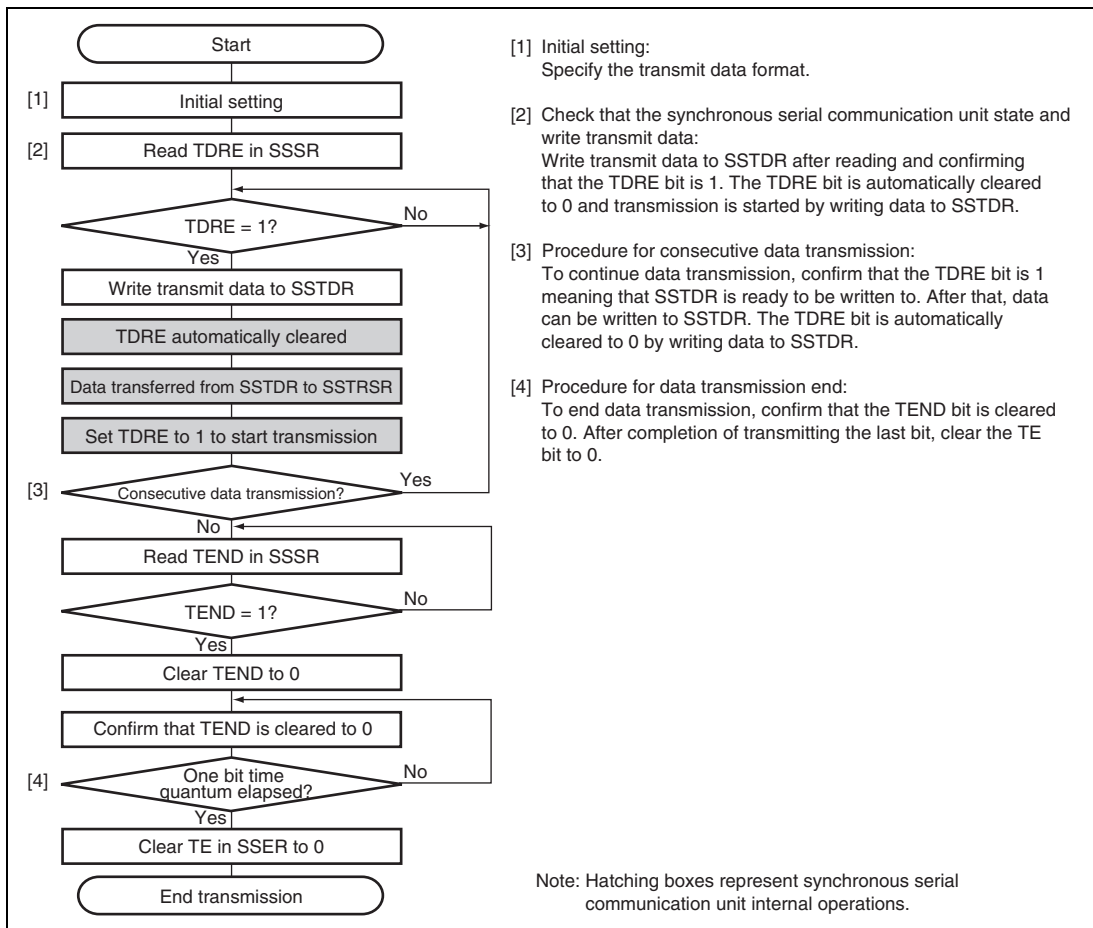 Start
[1] Initial setting
[2] Read TDRE in SSSR
TDRE = 1?
No
Yes
Write transmit data to SSTDR
TDRE automatically cleared
Data transferred from SSTDR to SSTRSR
Set TDRE to 1 to start transmission
[3] Consecutive data transmission?
Yes
No
Read TEND in SSSR
TEND = 1?
No
Yes
Clear TEND to 0
Confirm that TEND is cleared to 0
[4] One bit time
quantum elapsed?
No
Yes
Clear TE in SSER to 0
End transmission
[1] Initial setting:
Specify the transmit data format.
[2] Check that the synchronous serial communication unit state and
write transmit data:
Write transmit data to SSTDR after reading and confirming
that the TDRE bit is 1. The TDRE bit is automatically cleared
to 0 and transmission is started by writing data to SSTDR.
[3] Procedure for consecutive data transmission:
To continue data transmission, confirm that the TDRE bit is 1
meaning that SSTDR is ready to be written to. After that, data
can be written to SSTDR. The TDRE bit is automatically
cleared to 0 by writing data to SSTDR.
[4] Procedure for data transmission end:
To end data transmission, confirm that the TEND bit is cleared
to 0. After completion of transmitting the last bit, clear the TE
bit to 0.
Note: Hatching boxes represent synchronous serial
communication unit internal operations.